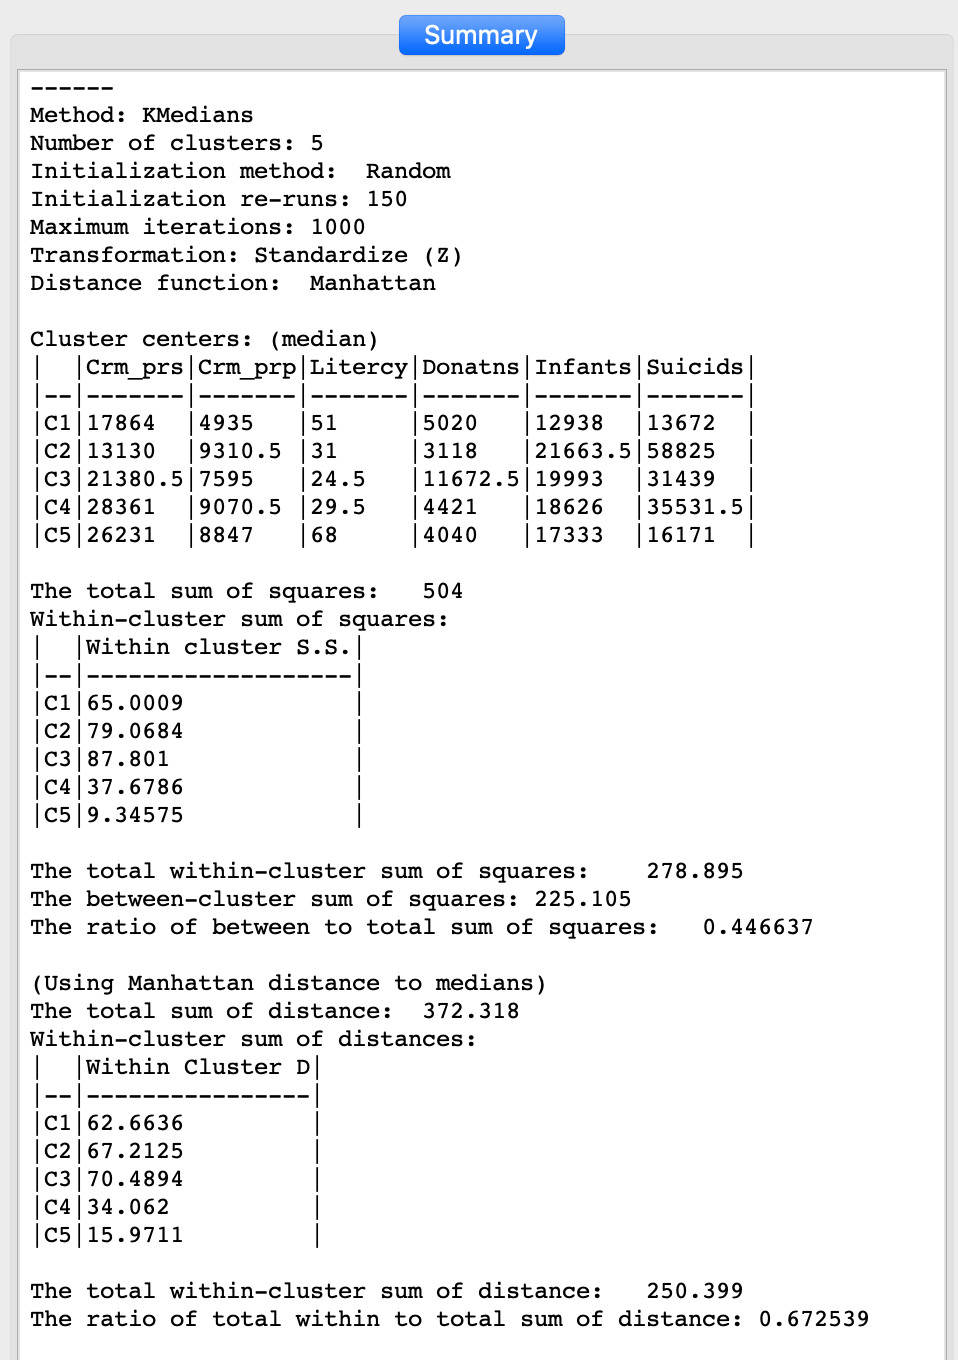 Summary
------
Method: KMedians
Number of clusters: 5
Initialization method:  Random
Initialization re-runs: 150
Maximum iterations: 1000
Transformation: Standardize (Z)
Distance function:  Manhattan
Cluster centers: (median)
|  |Crm_prs|Crm_prp|Litercy|Donatns|Infants|Suicids|
|--|-------|-------|-------|-------|-------|-------|
|C1|17864  |4935   |51     |5020   |12938  |13672  |
|C2|13130  |9310.5 |31     |3118   |21663.5|58825  |
|C3|21380.5|7595   |24.5   |11672.5|19993  |31439  |
|C4|28361  |9070.5 |29.5   |4421   |18626  |35531.5|
|C5|26231  |8847   |68     |4040   |17333  |16171  |
The total sum of squares:   504
Within-cluster sum of squares:
|  |Within cluster S.S.|
|--|-------------------|
|C1|65.0009            |
|C2|79.0684            |
|C3|87.801             |
|C4|37.6786            |
|C5|9.34575            |
The total within-cluster sum of squares:    278.895
The between-cluster sum of squares: 225.105
The ratio of between to total sum of squares:   0.446637
(Using Manhattan distance to medians)
The total sum of distance:  372.318
Within-cluster sum of distances:
|  |Within Cluster D|
|--|----------------|
|C1|62.6636         |
|C2|67.2125         |
|C3|70.4894         |
|C4|34.062          |
|C5|15.9711         |
The total within-cluster sum of distance:   250.399
The ratio of total within to total sum of distance: 0.672539